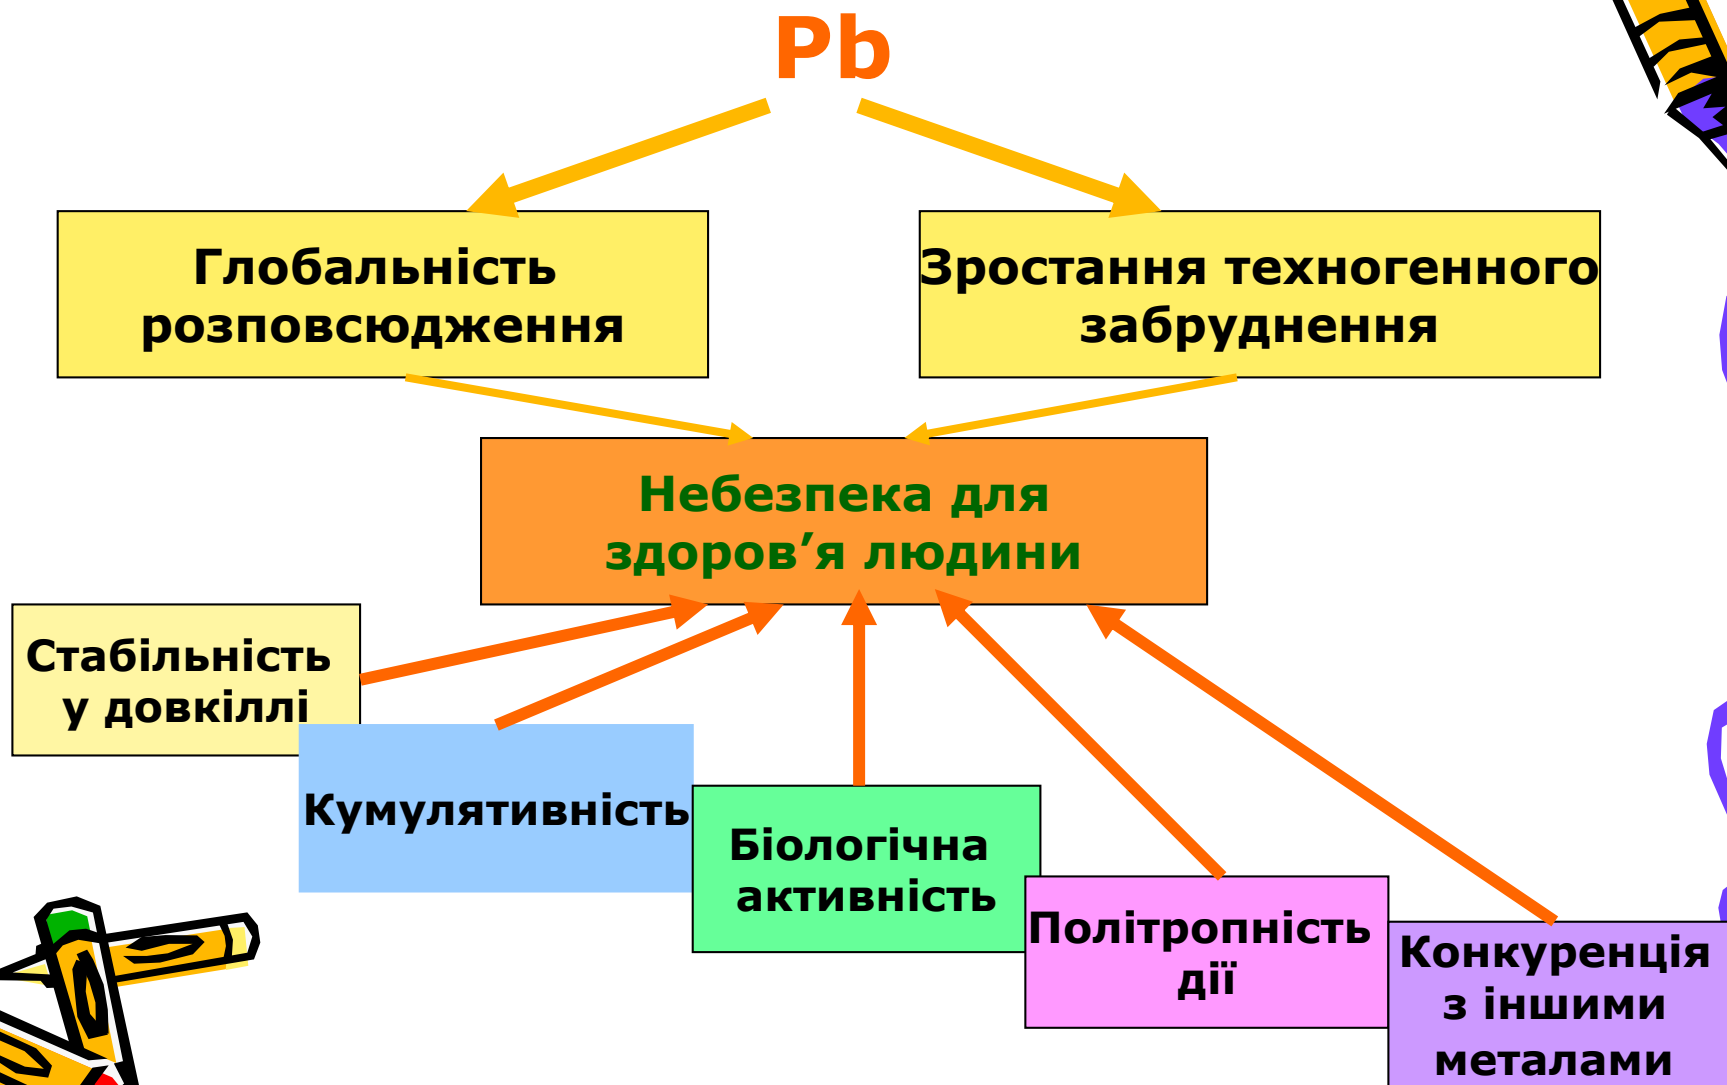 Pb
Глобальність
розповсюдження
Зростання техногенного
забруднення
Небезпека для
здоров’я людини
Стабільність
у довкіллі
Кумулятивність
Біологічна
активність
Політропність
дії
Конкуренція
з іншими
металами